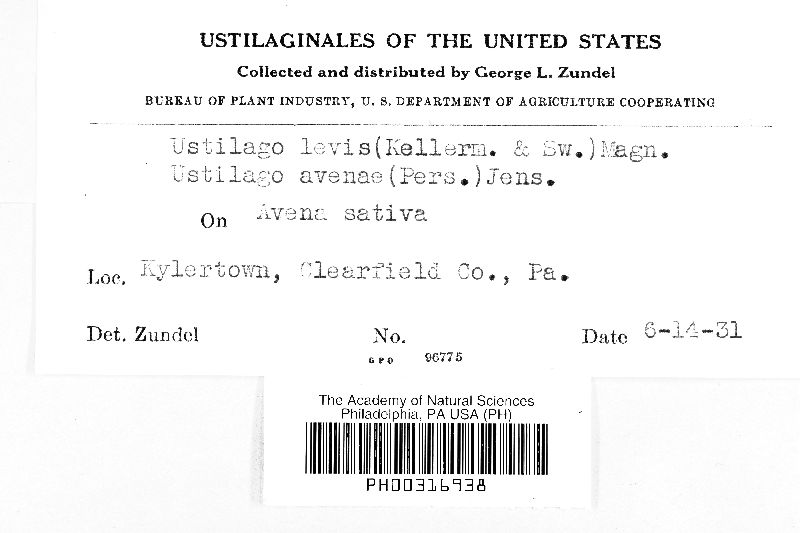 USTILAGINALES OF THE UNITED STATES
Collected and distributed by George L. Zundel
BUREAU OF PLANT INDUSTRY, U. S. DEPARTMENT OF AGRICULTURE COOPERATING
Ustilago levis(Kellerm. & Sw.)Magn.
Ustilago avenae(Pers.)Jens.
On Avena sativa
Loc. Kylertown, Clearfield Co., Pa.
Det. Zundel No. Date 6-14-31
GPO 96775
The Academy of Natural Sciences
Philadelphia, PA USA (PH)
PH00316938